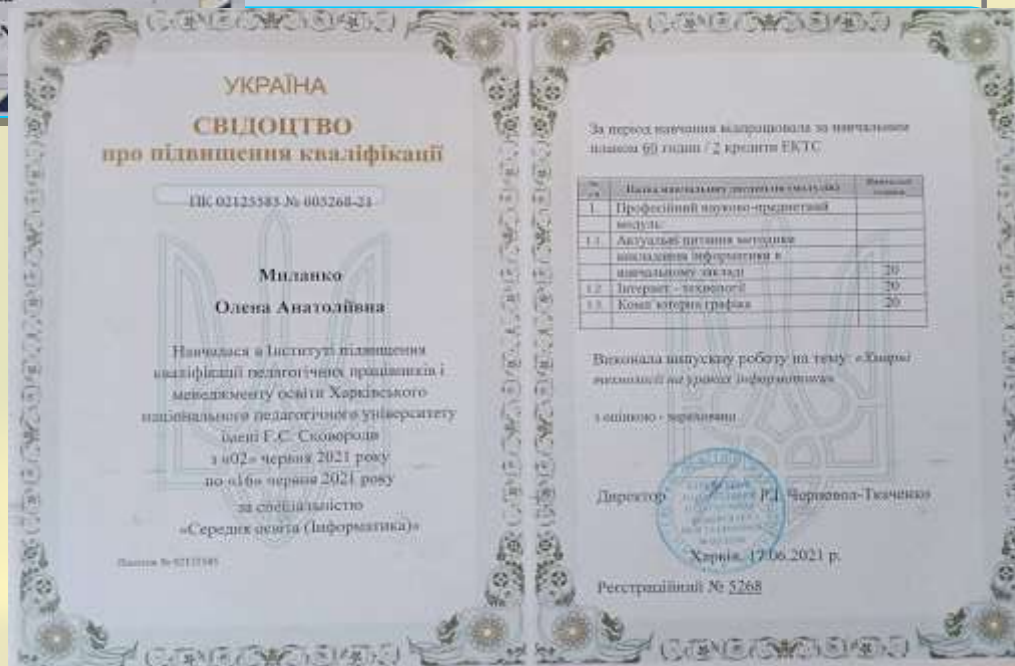 УКРАЇНА
СВІДОЦТВО
про підвищення кваліфікації
ПК 02125585 № 005268-21
Миланко
Олена Анатоліївна
Навчалася в Інституті підвищення
кваліфікації педагогічних працівників і
менеджменту освіти Харківського
національного педагогічного університету
імені Г.С. Сковороди
з «02» червня 2021 року
по «16» червня 2021 року
за спеціальністю
«Середня освіта (Інформатика)»
За період навчання відпрацювала за навчальним
планом 60 годин / 2 кредити ЄКТС
1. Професійний науково-предметний
модуль:
1.1. Актуальні питання методики
викладання інформатики в
навчальному закладі 20
1.2. Інтернет - технології 20
1.3. Комп'ютерна графіка 20
Виконала випускну роботу на тему: «Хмарні
технології на уроках інформатики»
з оцінкою - зараховано
Директор Р.І. Черновол-Ткаченко
Харків, 17.06.2021 р.
Реєстраційний № 5268